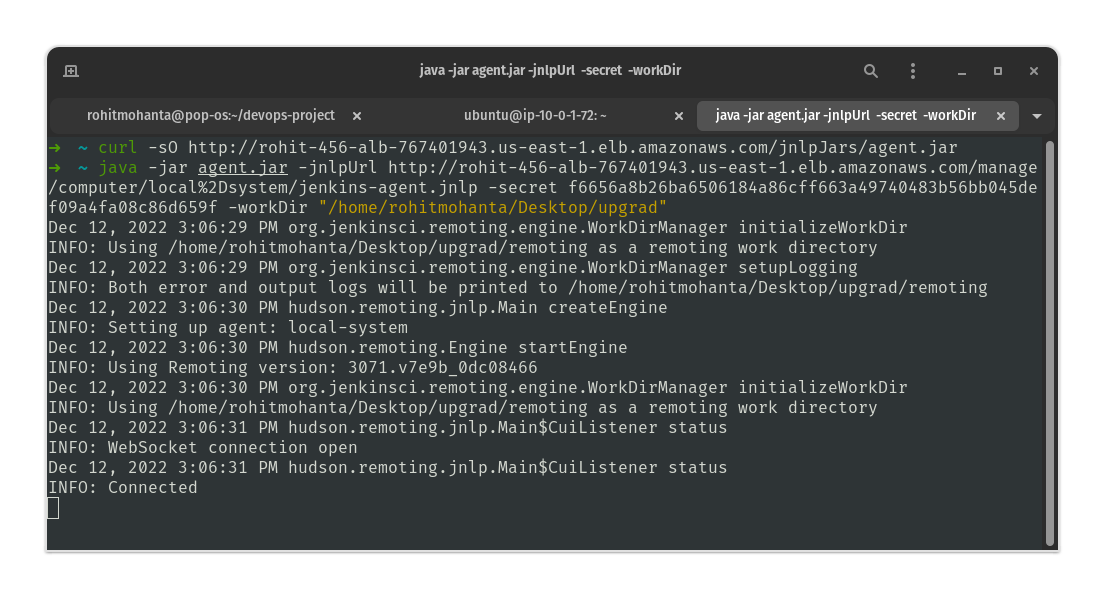 java -jar agent.jar -jnlpUrl -secret -workDir
rohitmohanta@pop-os:~/devops-project
ubuntu@ip-10-0-1-72: ~
java -jar agent.jar -jnlpUrl -secret -workDir
➜ ~ curl -sO http://rohit-456-alb-767401943.us-east-1.elb.amazonaws.com/jnlpJars/agent.jar
➜ ~ java -jar agent.jar -jnlpUrl http://rohit-456-alb-767401943.us-east-1.elb.amazonaws.com/manage
/computer/local%2Dsystem/jenkins-agent.jnlp -secret f6656a8b26ba6506184a86cff663a49740483b56bb045de
f09a4fa08c86d659f -workDir "/home/rohitmohanta/Desktop/upgrad"
Dec 12, 2022 3:06:29 PM org.jenkinsci.remoting.engine.WorkDirManager initializeWorkDir
INFO: Using /home/rohitmohanta/Desktop/upgrad/remoting as a remoting work directory
Dec 12, 2022 3:06:29 PM org.jenkinsci.remoting.engine.WorkDirManager setupLogging
INFO: Both error and output logs will be printed to /home/rohitmohanta/Desktop/upgrad/remoting
Dec 12, 2022 3:06:30 PM hudson.remoting.jnlp.Main createEngine
INFO: Setting up agent: local-system
Dec 12, 2022 3:06:30 PM hudson.remoting.Engine startEngine
INFO: Using Remoting version: 3071.v7e9b_0dc08466
Dec 12, 2022 3:06:30 PM org.jenkinsci.remoting.engine.WorkDirManager initializeWorkDir
INFO: Using /home/rohitmohanta/Desktop/upgrad/remoting as a remoting work directory
Dec 12, 2022 3:06:31 PM hudson.remoting.jnlp.Main$CuiListener status
INFO: WebSocket connection open
Dec 12, 2022 3:06:31 PM hudson.remoting.jnlp.Main$CuiListener status
INFO: Connected